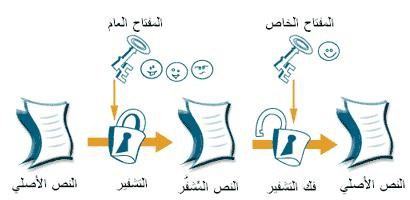 المفتاح الخاص
المفتاح العام
النص الأصلي
فك التشفير
النص المُشفَّر
التشفير
النص الأصلي